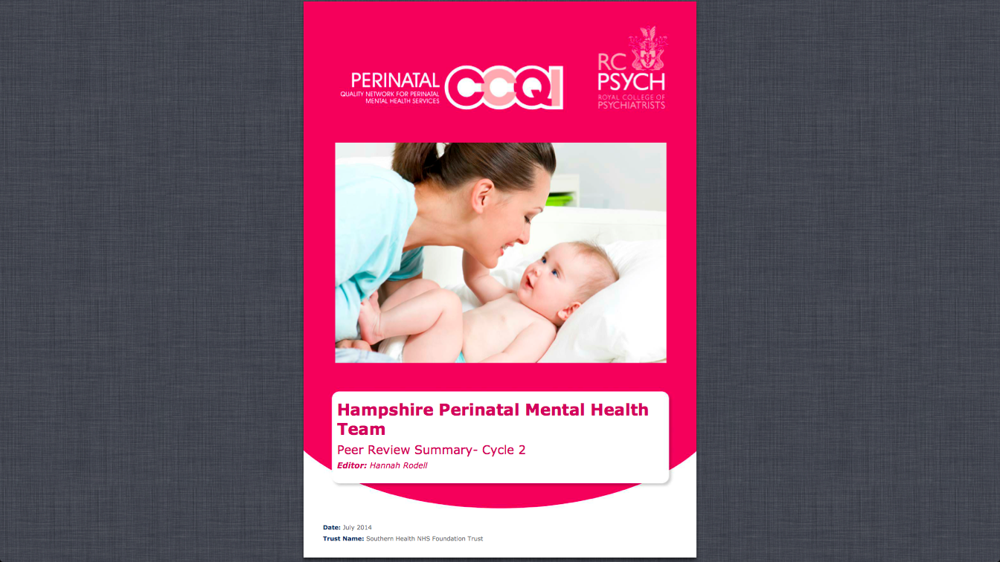 PERINATAL
QUALITY NETWORK FOR PERINATAL
MENTAL HEALTH SERVICES
CCQI
RC
PSYCH
ROYAL COLLEGE OF
PSYCHIATRISTS
Hampshire Perinatal Mental Health
Team
Peer Review Summary- Cycle 2
Editor: Hannah Rodell
Date: July 2014
Trust Name: Southern Health NHS Foundation Trust